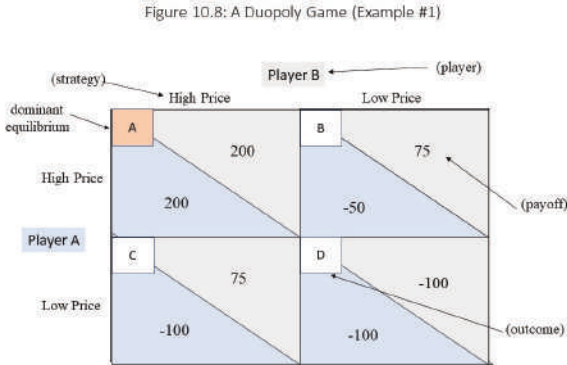 Figure 10.8: A Duopoly Game (Example #1)
(strategy)
Player B
(player)
High Price
Low Price
dominant
equilibrium
A
200
B
75
High Price
200
-50
(payoff)
Player A
C
75
D
-100
Low Price
-100
-100
(outcome)